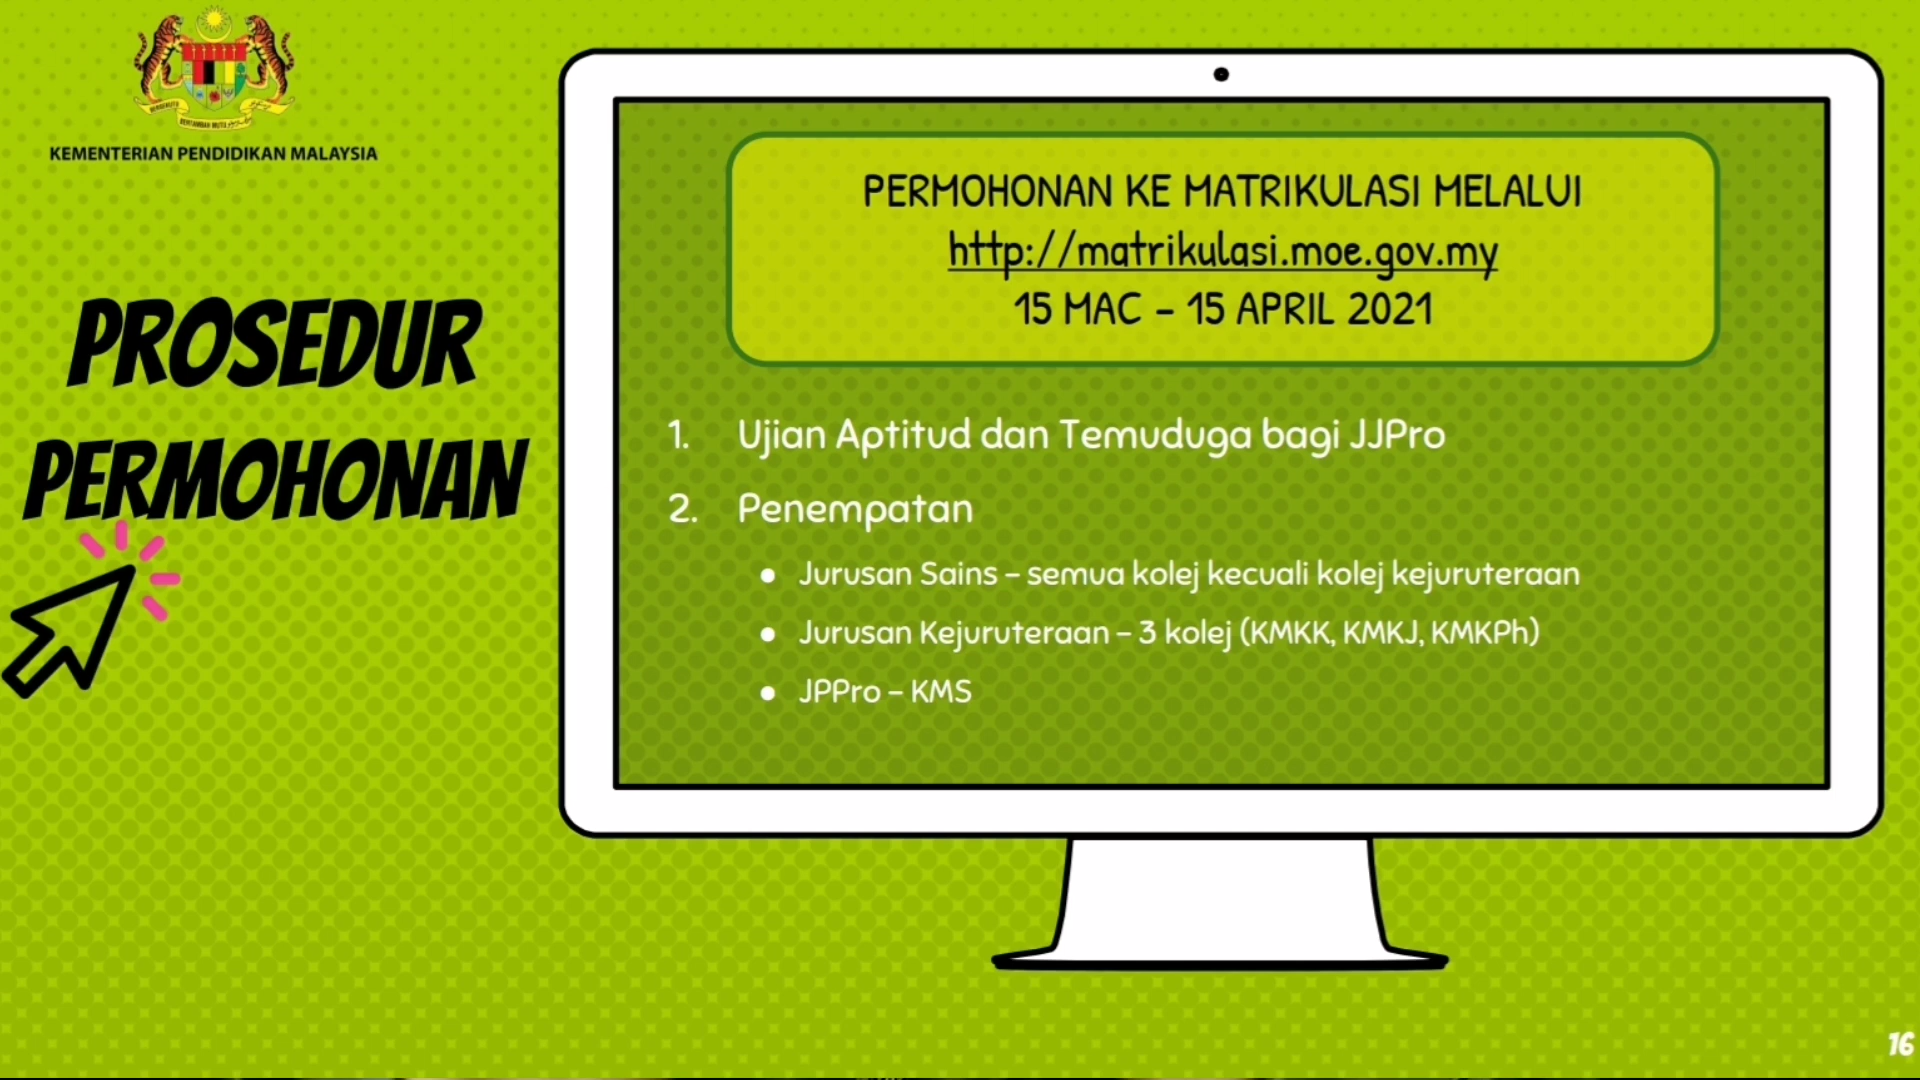 KEMENTERIAN PENDIDIKAN MALAYSIA
PROSEDUR
PERMOHONAN
PERMOHONAN KE MATRIKULASI MELALUI
http://matrikulasi.moe.gov.my
15 MAC – 15 APRIL 2021
1. Ujian Aptitud dan Temuduga bagi JJPro
2. Penempatan
● Jurusan Sains – semua kolej kecuali kolej kejuruteraan
● Jurusan Kejuruteraan – 3 kolej (KMKK, KMKJ, KMKPh)
● JPPro – KMS
16